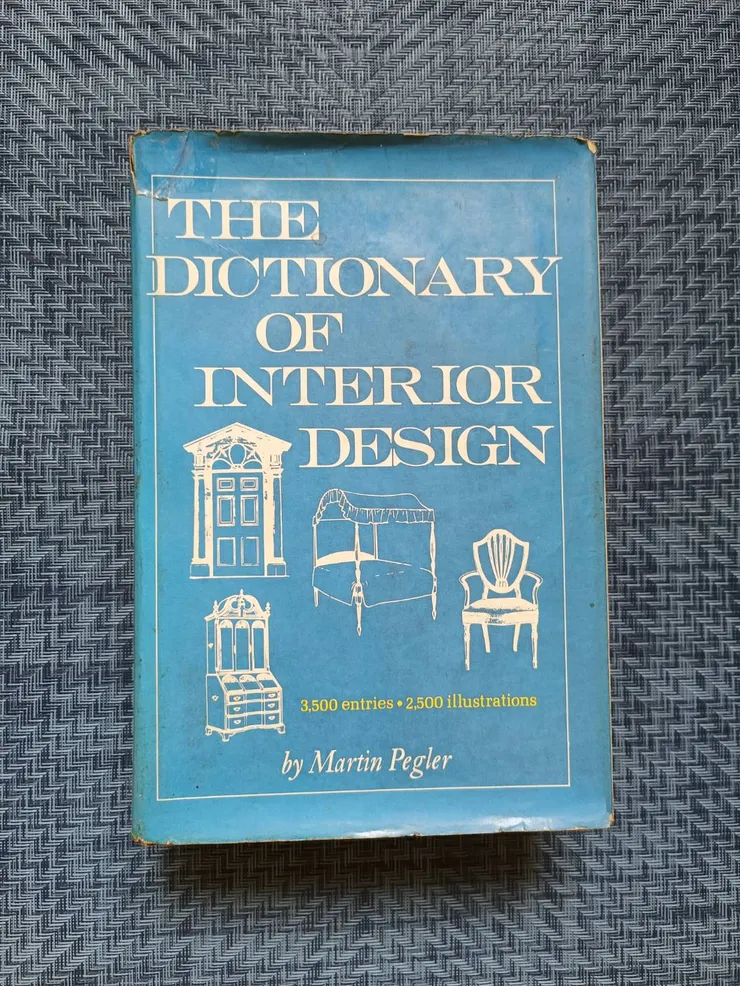 THE
DICTIONARY
OF
INTERIOR
DESIGN
3,500 entries • 2,500 illustrations
by Martin Pegler